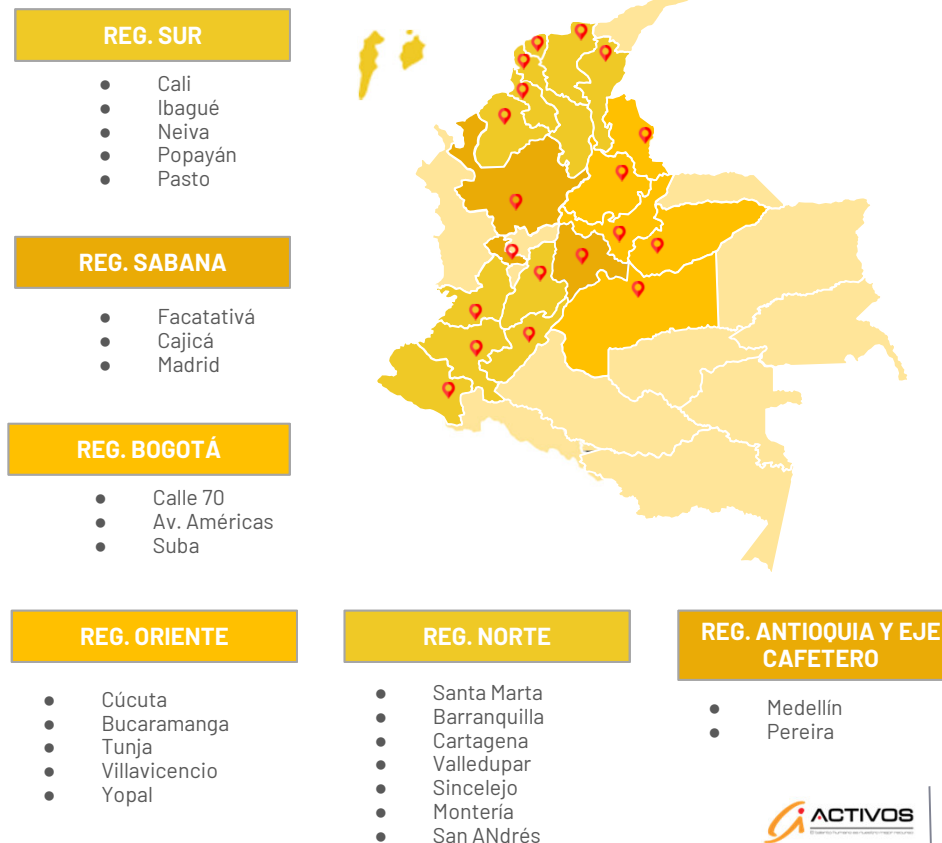 REG. SUR
● Cali
● Ibagué
● Neiva
● Popayán
● Pasto
REG. SABANA
● Facatativá
● Cajicá
● Madrid
REG. BOGOTÁ
● Calle 70
● Av. Américas
● Suba
REG. ORIENTE
● Cúcuta
● Bucaramanga
● Tunja
● Villavicencio
● Yopal
REG. NORTE
● Santa Marta
● Barranquilla
● Cartagena
● Valledupar
● Sincelejo
● Montería
● San ANdrés
REG. ANTIOQUIA Y EJE
CAFETERO
● Medellín
● Pereira
ACTIVOS